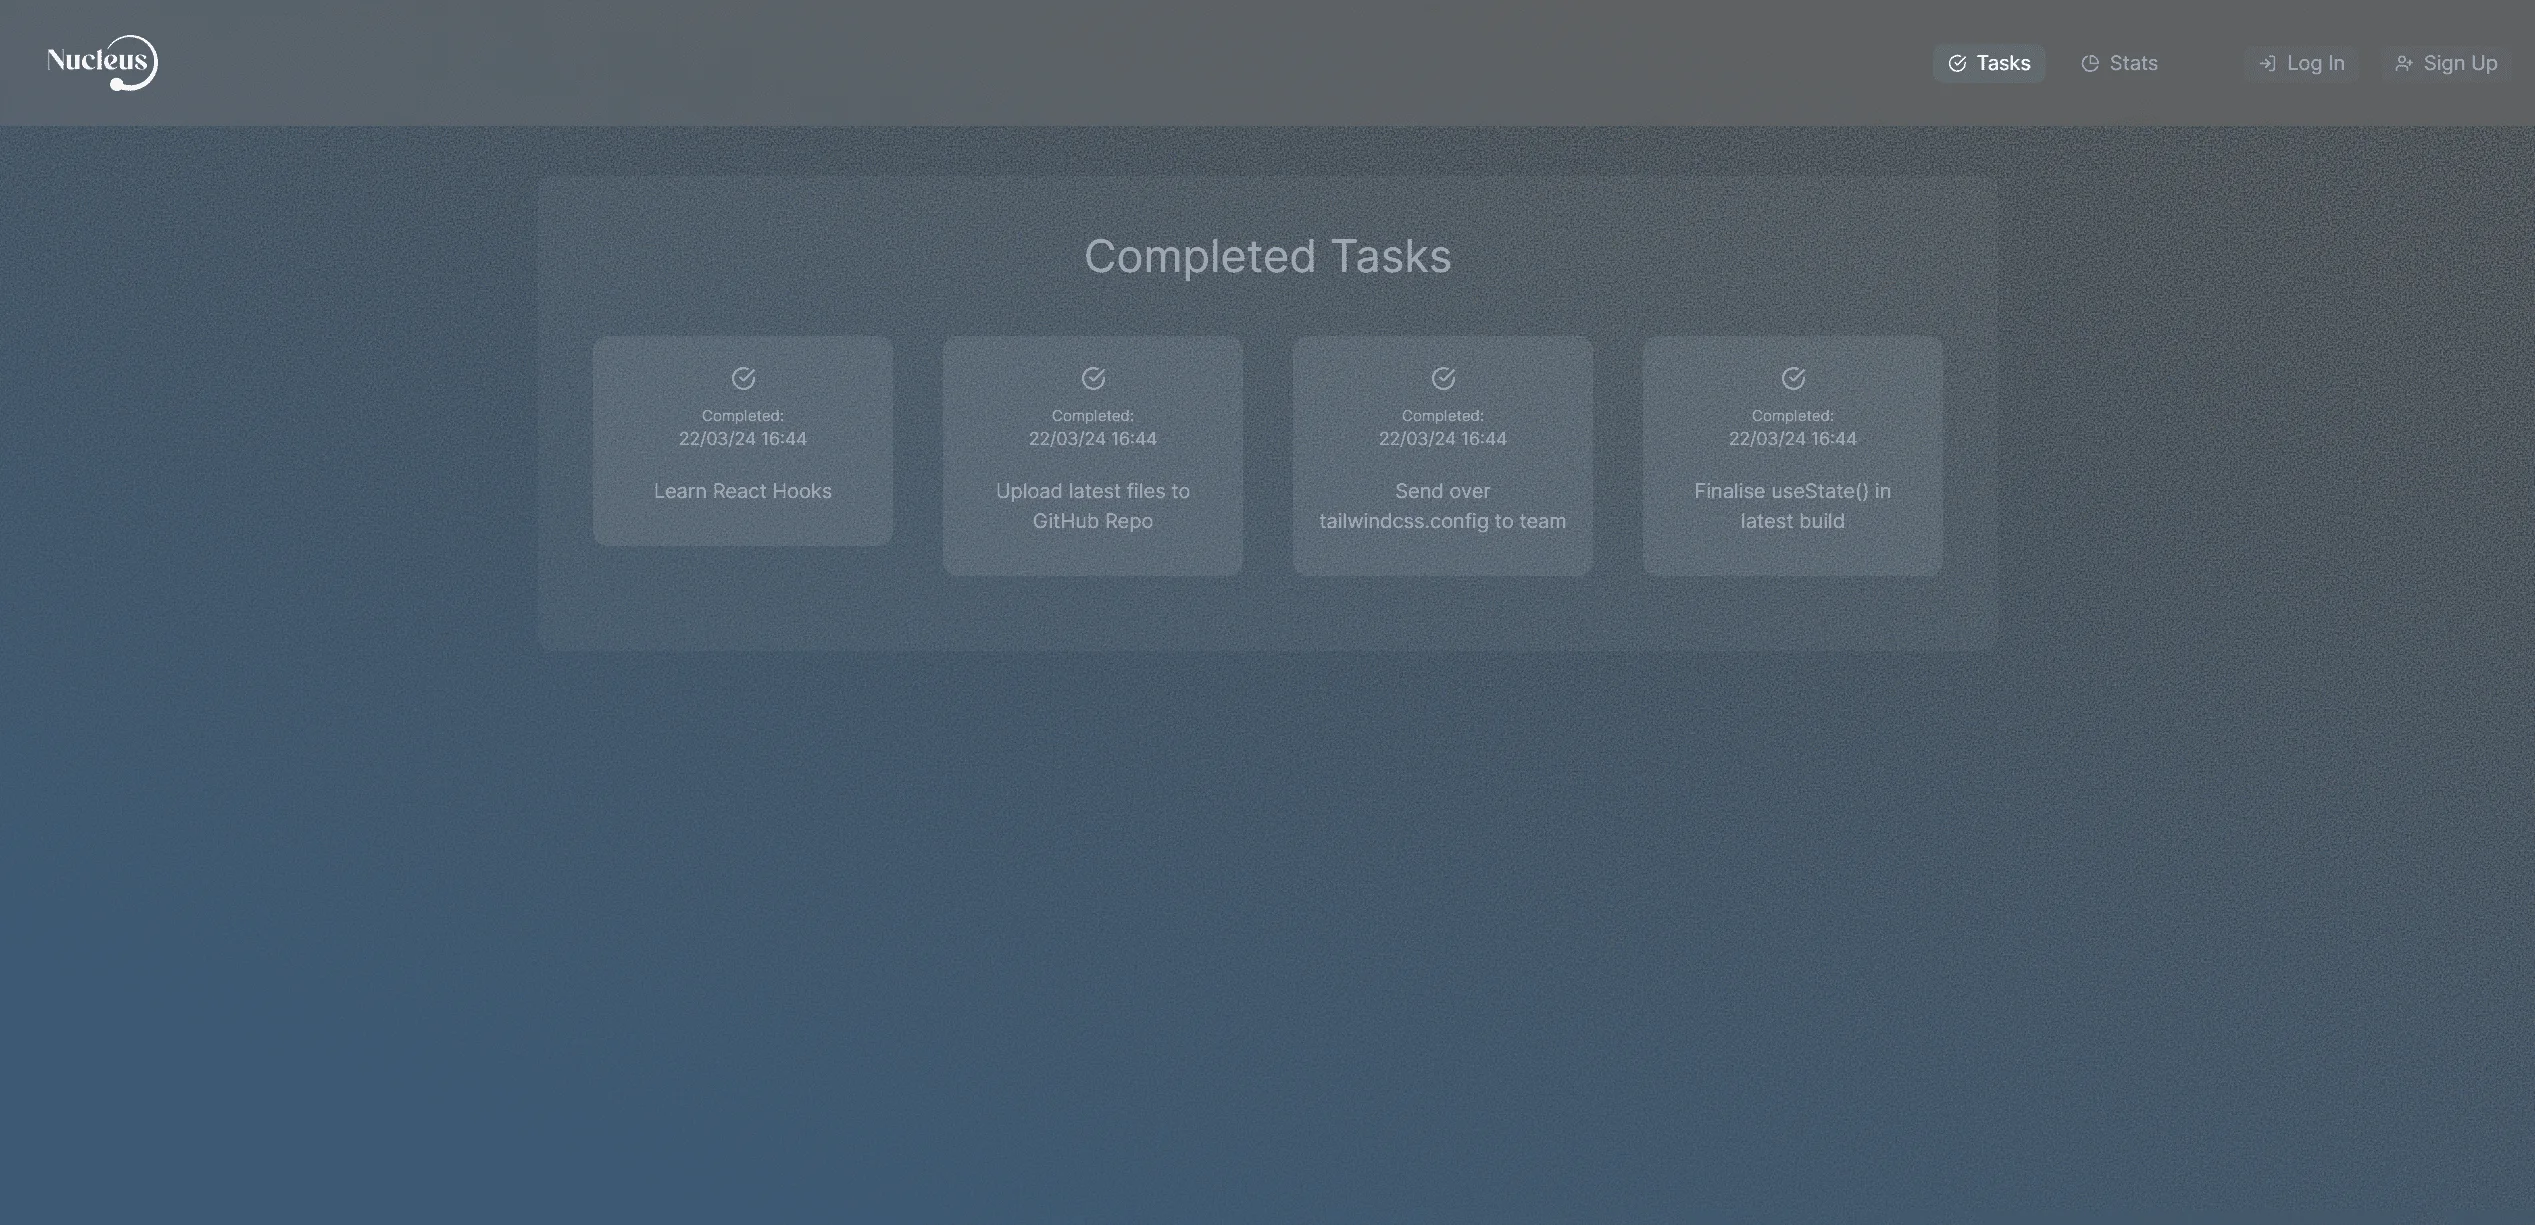 Nucleus
Tasks
Stats
Log In
Sign Up
Completed Tasks
Completed:
22/03/24 16:44
Learn React Hooks
Completed:
22/03/24 16:44
Upload latest files to
GitHub Repo
Completed:
22/03/24 16:44
Send over
tailwindcss.config to team
Completed:
22/03/24 16:44
Finalise useState() in
latest build